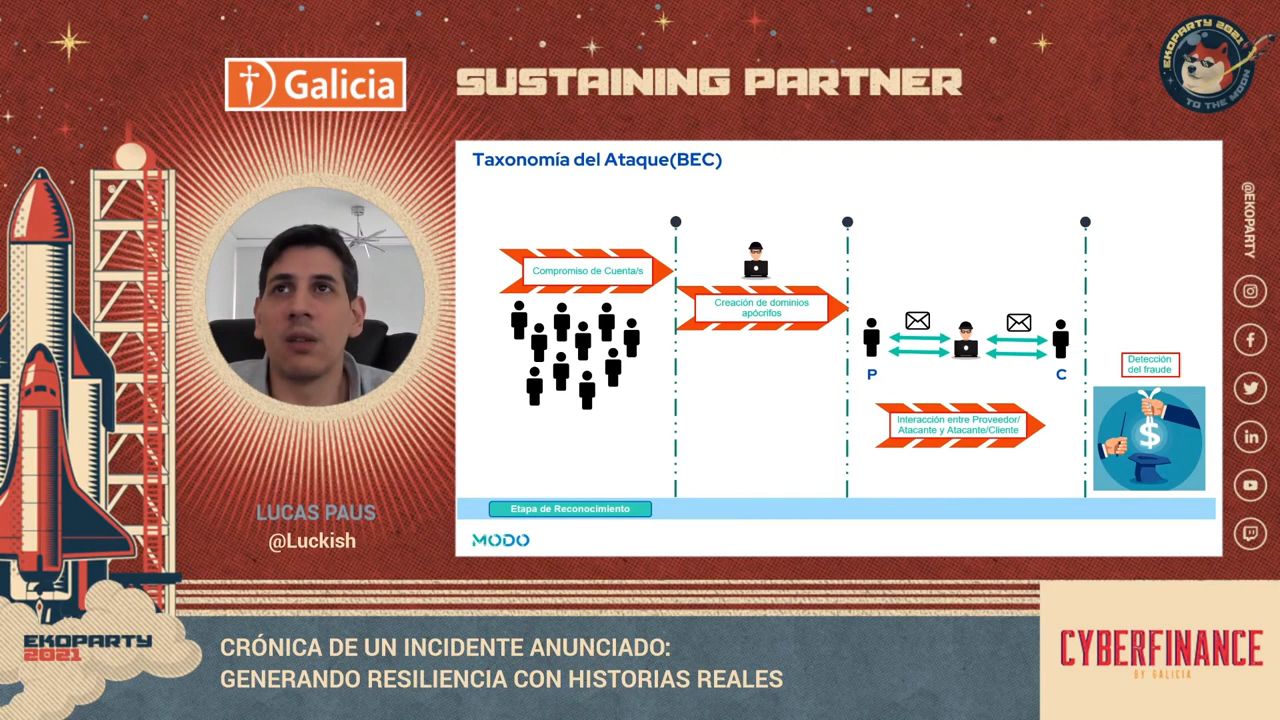 Galicia
SUSTAINING PARTNER
EKOPARTY 2021
TO THE MOON
Taxonomía del Ataque(BEC)
Compromiso de Cuenta/s
Creación de dominios
apócrifos
P
C
Detección
del fraude
Interacción entre Proveedor/
Atacante y Atacante/Cliente
$
Etapa de Reconocimiento
MODO
@EKOPARTY
LUCAS PAUS
@Luckish
EKOPARTY
2021
CRÓNICA DE UN INCIDENTE ANUNCIADO:
GENERANDO RESILIENCIA CON HISTORIAS REALES
CYBERFINANCE
BY GALICIA